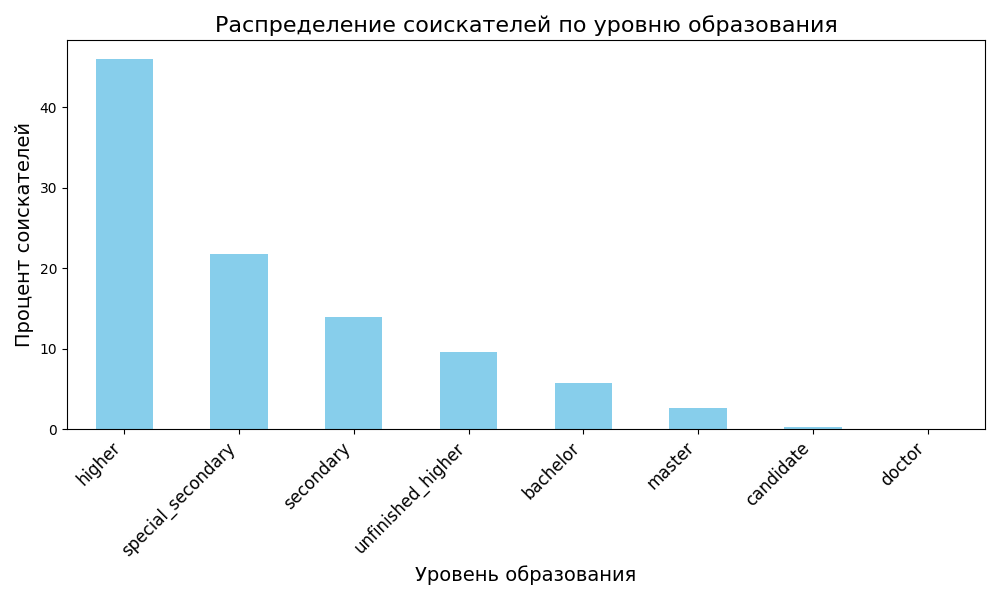 Распределение соискателей по уровню образования
Процент соискателей
40
30
20
10
0
higher
special_secondary
secondary
unfinished_higher
bachelor
master
candidate
doctor
Уровень образования